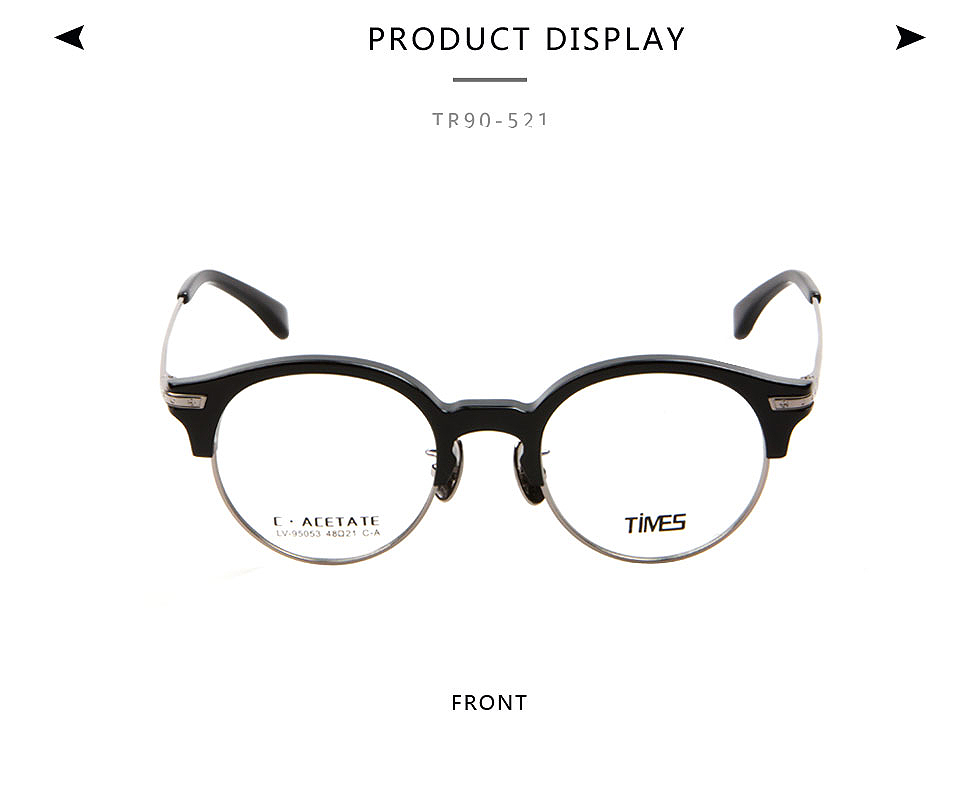 PRODUCT DISPLAY
TR90-521
C · ACETATE
LV-95053 48□21 C-A
TiMES
FRONT